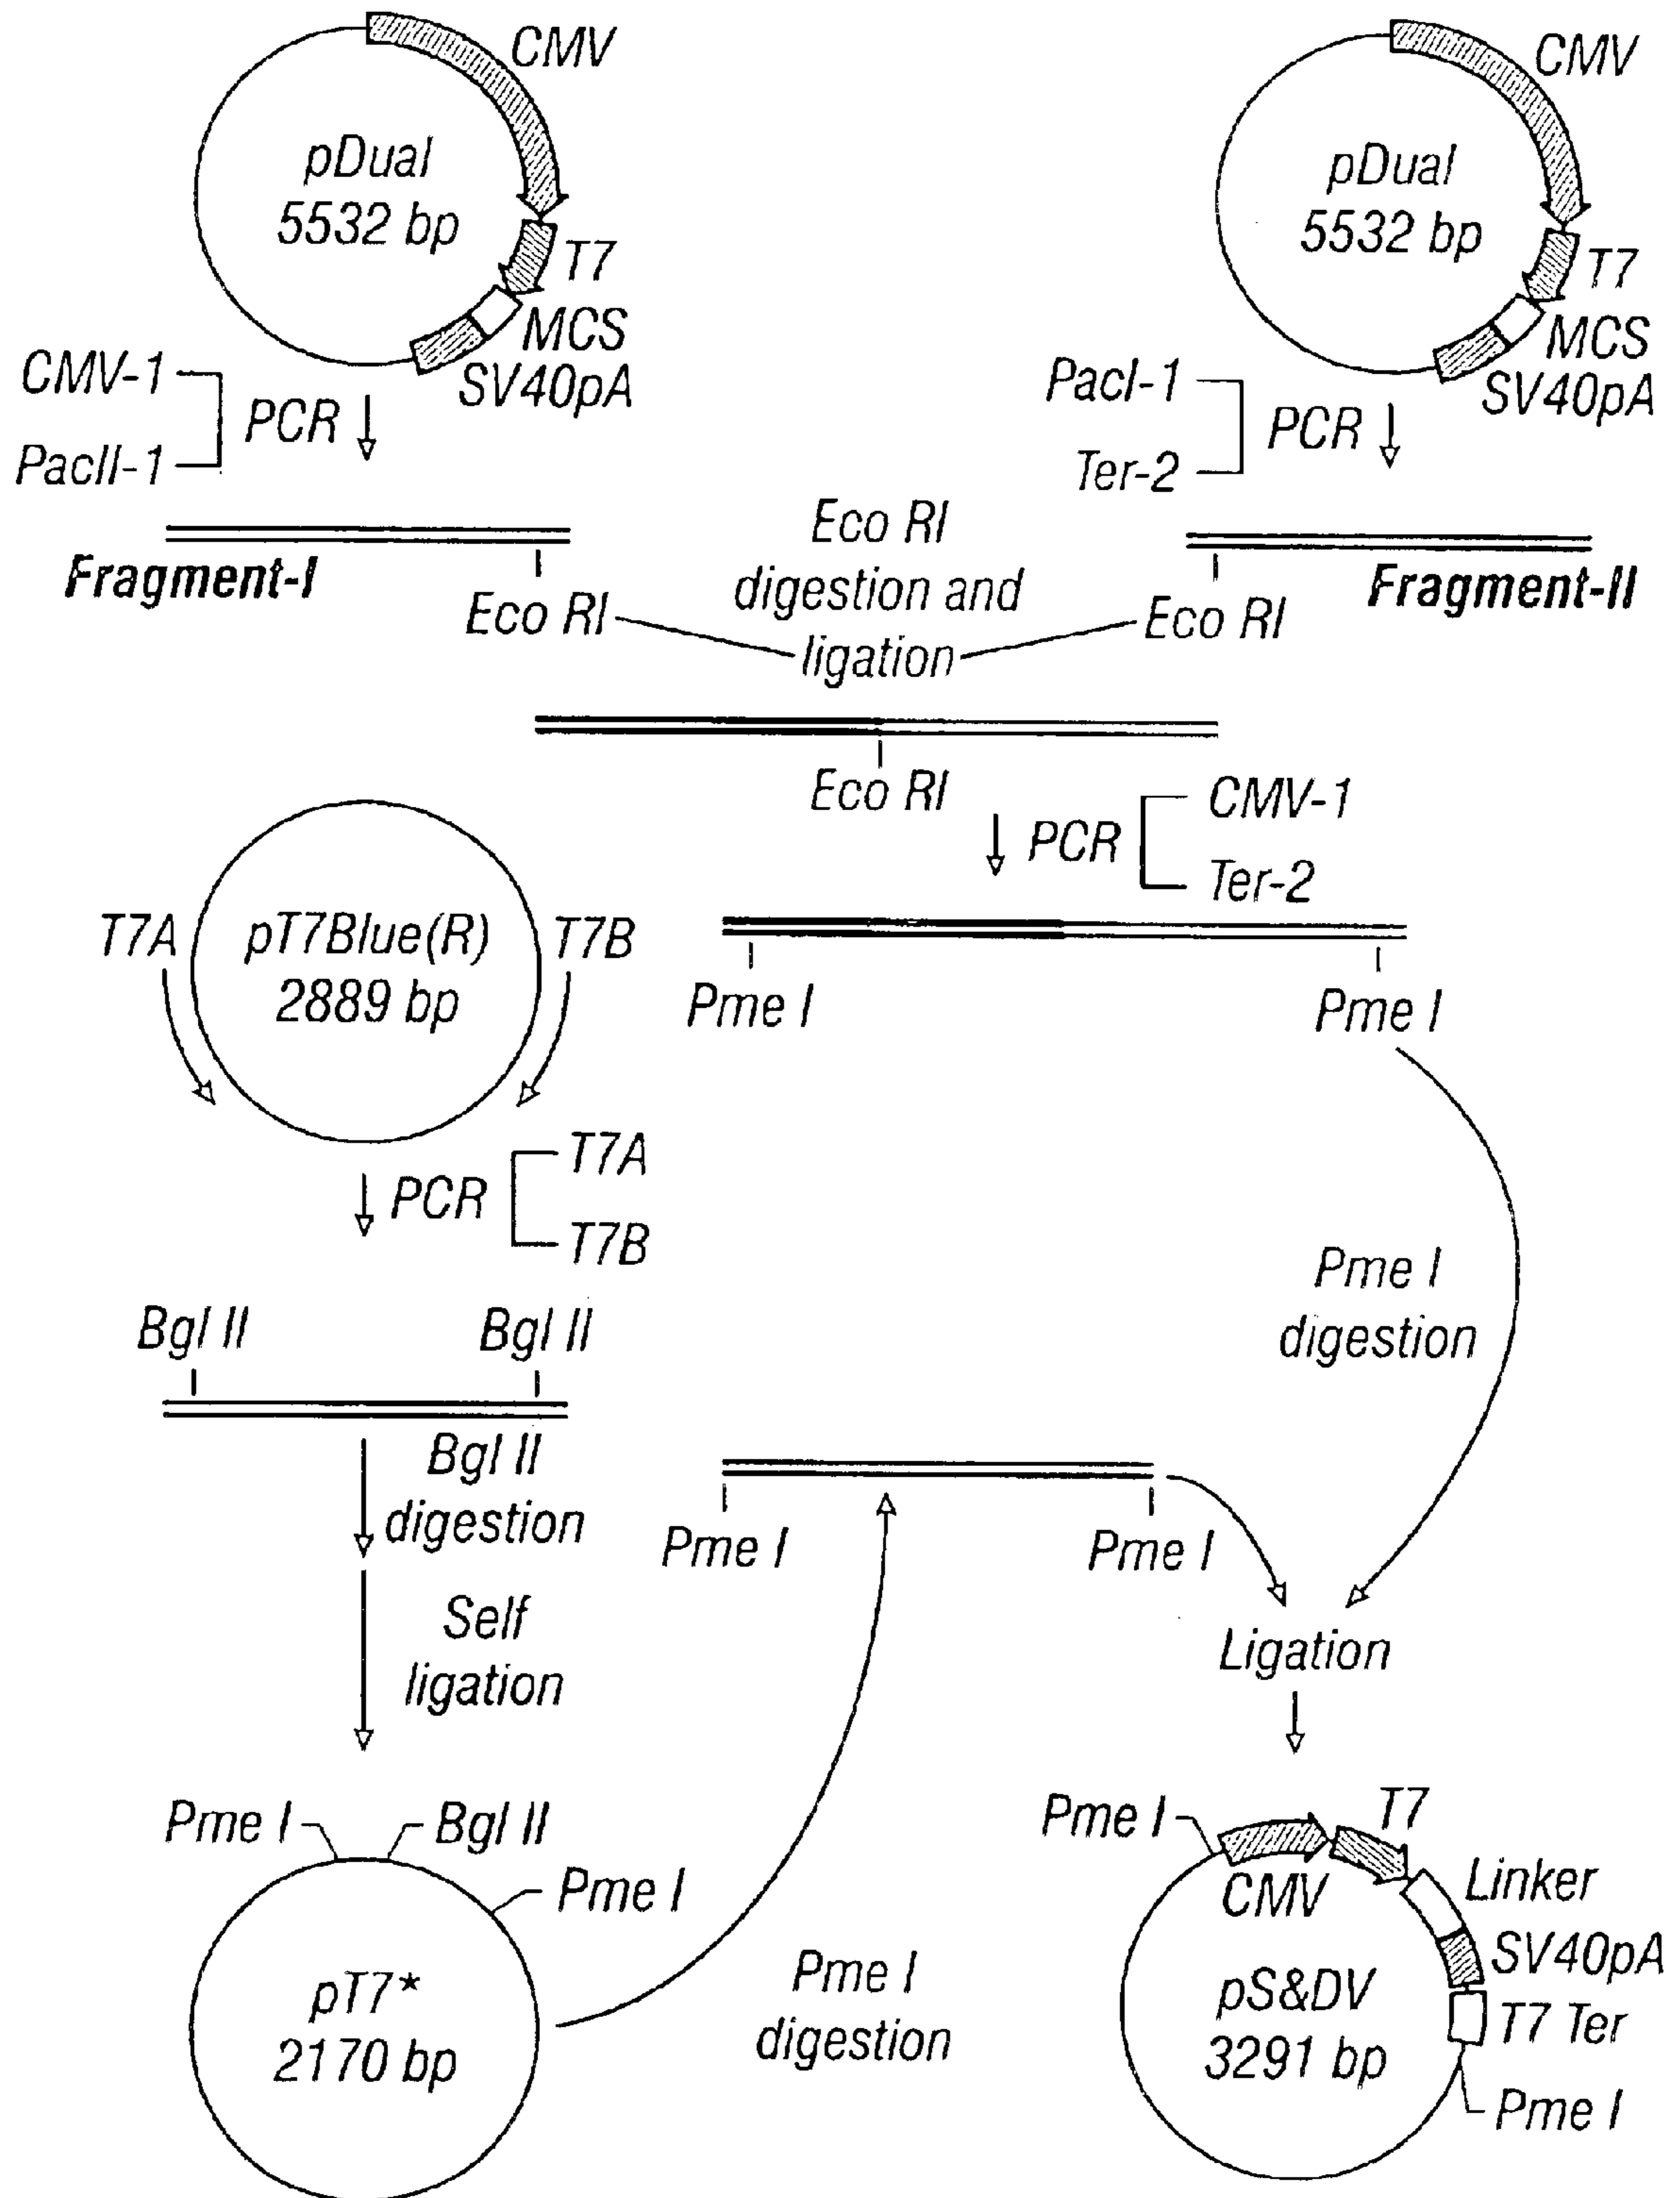 CMV
pDual
5532 bp
T7
MCS
SV40pA
CMV-1
PacII-1
PCR
CMV
pDual
5532 bp
T7
MCS
SV40pA
PacI-1
Ter-2
PCR
Fragment-I
Eco RI
Eco RI
digestion and
ligation
Eco RI
Fragment-II
Eco RI
PCR
CMV-1
Ter-2
T7A
pT7Blue(R)
2889 bp
T7B
Pme I
Pme I
PCR
T7A
T7B
Bgl II
Bgl II
Bgl II
digestion
Self
ligation
Pme I
digestion
Pme I
Pme I
Ligation
Pme I
Bgl II
Pme I
pT7*
2170 bp
Pme I
digestion
Pme I
CMV
T7
Linker
SV40pA
T7 Ter
Pme I
pS&DV
3291 bp